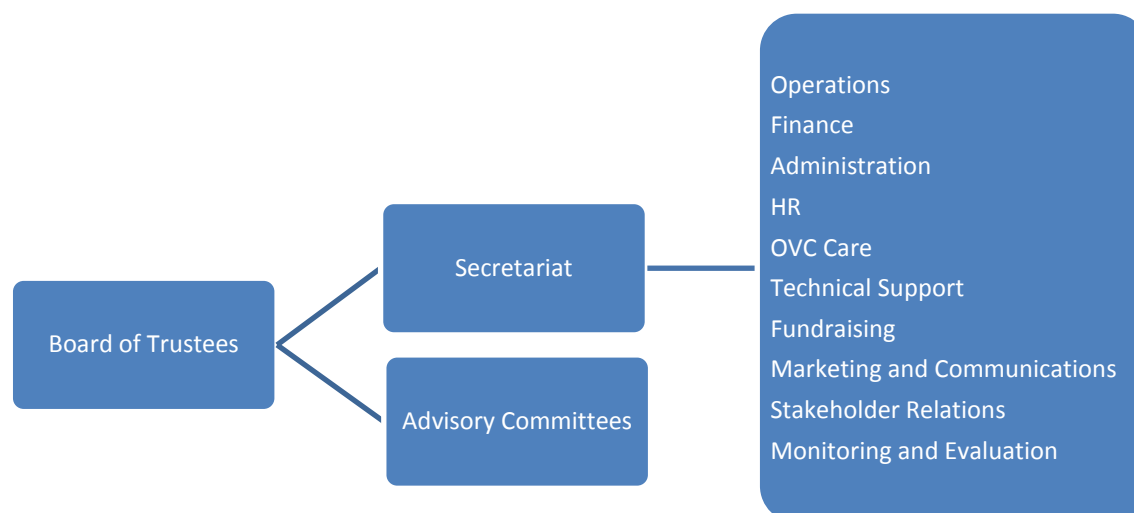 Board of Trustees
Secretariat
Advisory Committees
Operations
Finance
Administration
HR
OVC Care
Technical Support
Fundraising
Marketing and Communications
Stakeholder Relations
Monitoring and Evaluation